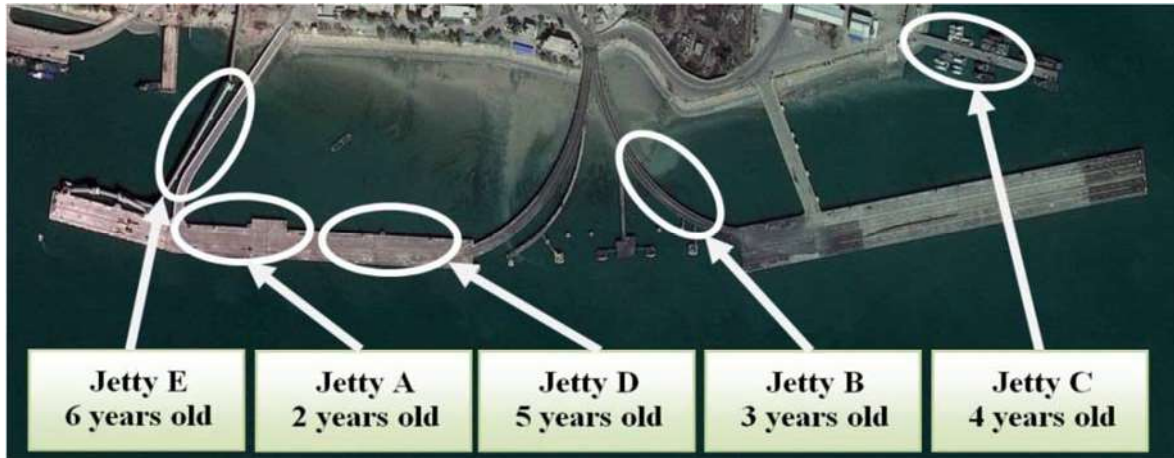 Jetty E
6 years old
Jetty A
2 years old
Jetty D
5 years old
Jetty B
3 years old
Jetty C
4 years old